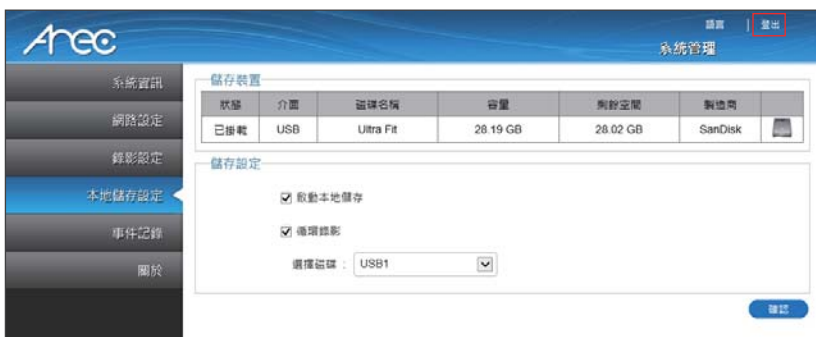 Arec
語言 | 登出
系統管理
系統資訊
網路設定
錄影設定
本地儲存設定
事件記錄
關於
儲存裝置
狀態 介面 磁碟名稱 容量 剩餘空間 製造商
已掛載 USB Ultra Fit 28.19 GB 28.02 GB SanDisk
儲存設定
啟動本地儲存
循環錄影
選擇磁碟 : USB1
確認